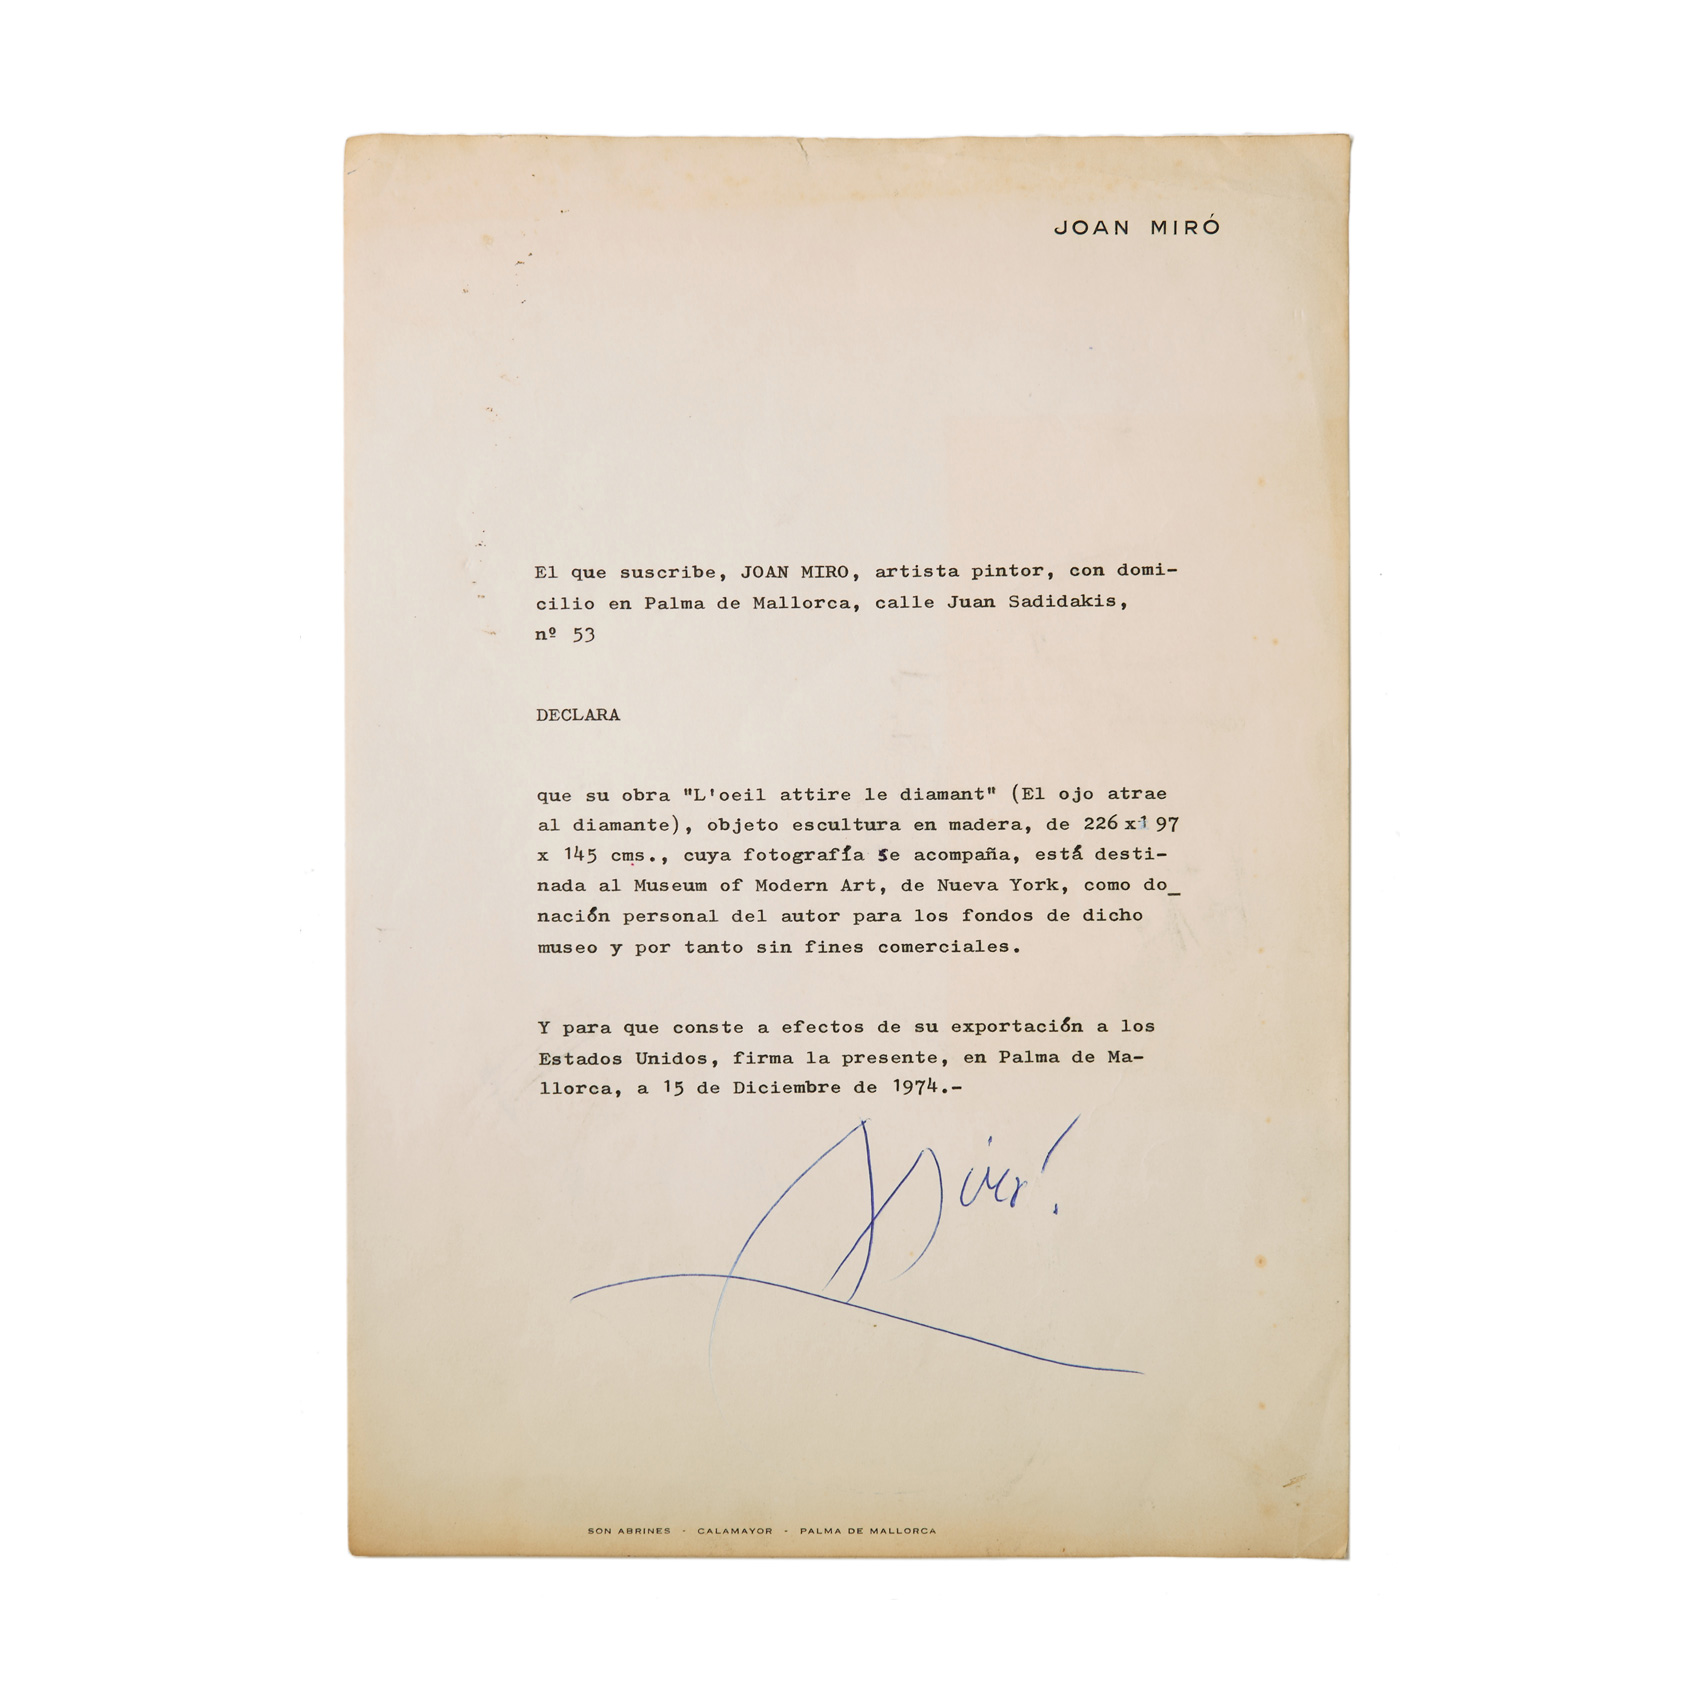 JOAN MIRÓ
El que suscribe, JOAN MIRO, artista pintor, con domi-
cilio en Palma de Mallorca, calle Juan Sadidakis,
nº 53
DECLARA
que su obra "L'oeil attire le diamant" (El ojo atrae
al diamante), objeto escultura en madera, de 226 x 197
x 145 cms., cuya fotografía se acompaña, está desti-
nada al Museum of Modern Art, de Nueva York, como do_
nación personal del autor para los fondos de dicho
museo y por tanto sin fines comerciales.
Y para que conste a efectos de su exportación a los
Estados Unidos, firma la presente, en Palma de Ma-
llorca, a 15 de Diciembre de 1974.-
Miró.
SON ABRINES - CALAMAYOR - PALMA DE MALLORCA